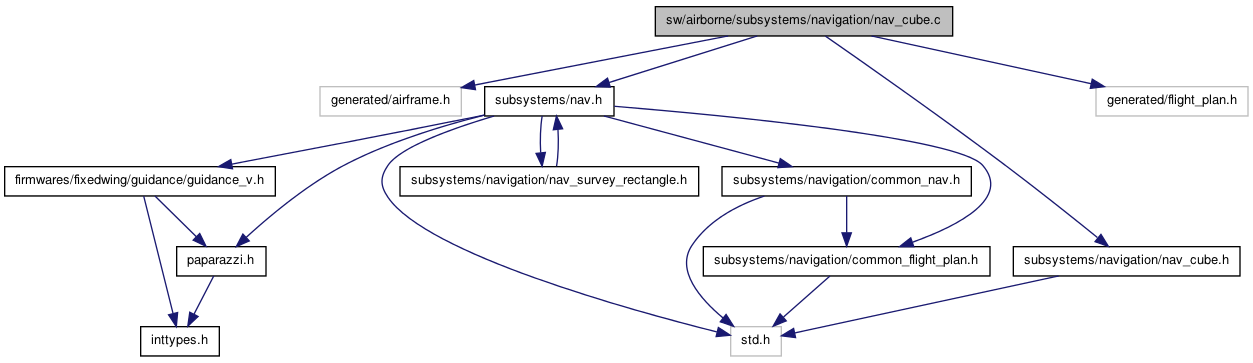 sw/airborne/subsystems/navigation/nav_cube.c
generated/airframe.h
subsystems/nav.h
generated/flight_plan.h
firmwares/fixedwing/guidance/guidance_v.h
subsystems/navigation/nav_survey_rectangle.h
subsystems/navigation/common_nav.h
paparazzi.h
subsystems/navigation/common_flight_plan.h
subsystems/navigation/nav_cube.h
inttypes.h
std.h